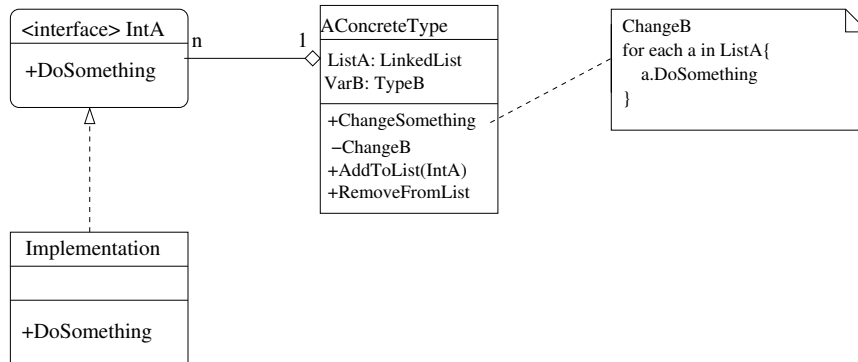 <interface> IntA
+DoSomething
n
1
AConcreteType
ListA: LinkedList
VarB: TypeB
+ChangeSomething
−ChangeB
+AddToList(IntA)
+RemoveFromList
ChangeB
for each a in ListA{
a.DoSomething
}
Implementation
+DoSomething